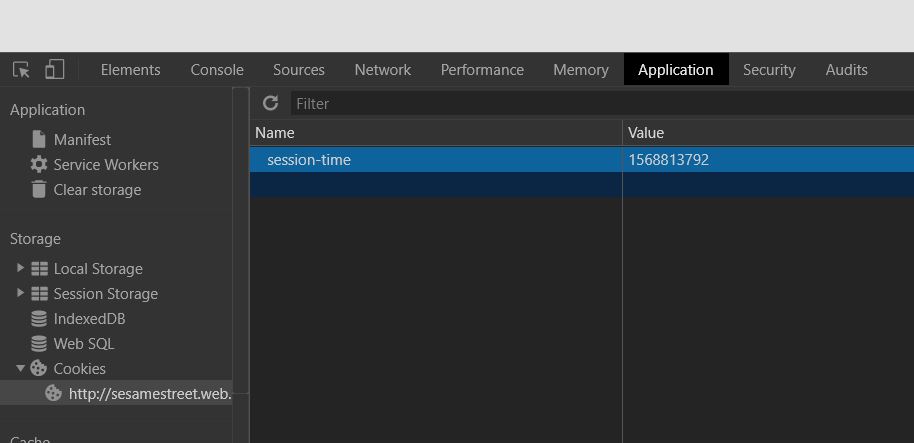 Elements Console Sources Network Performance Memory Application Security Audits
Application
Manifest
Service Workers
Clear storage
Storage
Local Storage
Session Storage
IndexedDB
Web SQL
Cookies
http://sesamestreet.web.
Cache
Filter
Name Value
session-time 1568813792